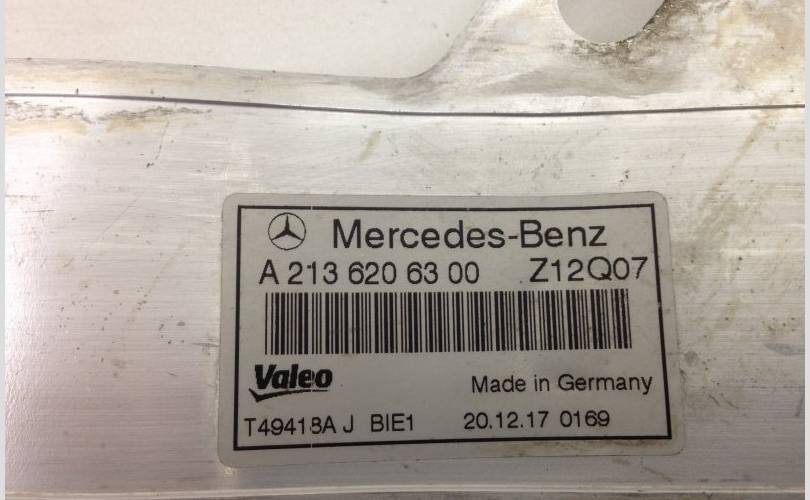 Mercedes-Benz
A 213 620 63 00 Z12Q07
Valeo Made in Germany
T49418A J BIE1 20.12.17 0169